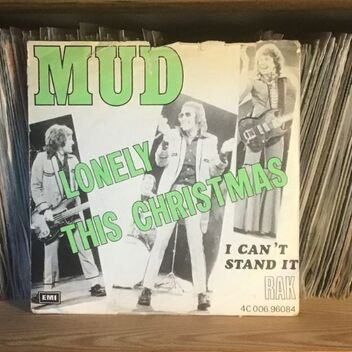 MUD
LONELY
THIS CHRISTMAS
I CAN'T
STAND IT
RAK
EMI
4C 006.96084